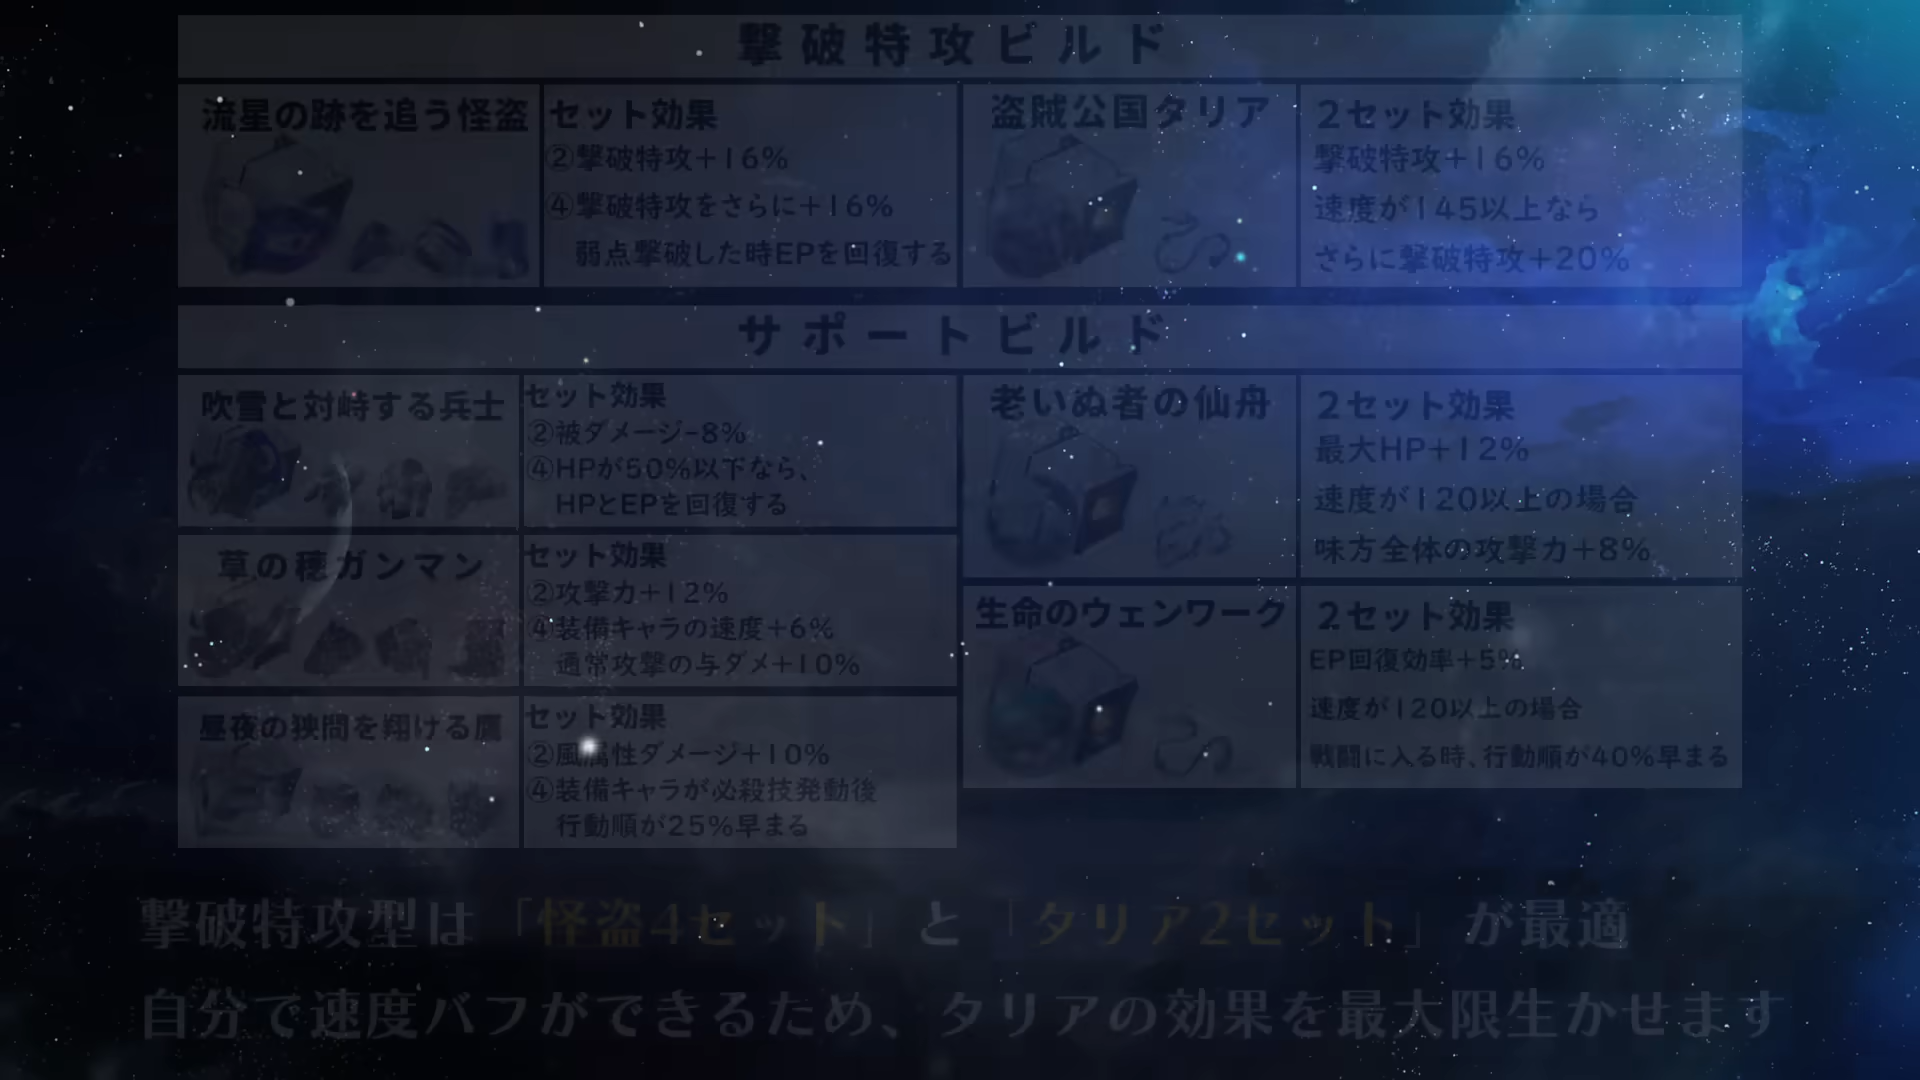 撃破特攻ビルド
流星の跡を追う怪盗
セット効果
②撃破特攻+16%
④撃破特攻をさらに+16%
弱点撃破した時EPを回復する
盗賊公国タリア
2セット効果
撃破特攻+16%
速度が145以上なら
さらに撃破特攻+20%
サポートビルド
吹雪と対峙する兵士
セット効果
②被ダメージ-8%
④HPが50%以下なら、
HPとEPを回復する
草の穂ガンマン
セット効果
②攻撃力+12%
④装備キャラの速度+6%
通常攻撃の与ダメ+10%
昼夜の狭間を翔ける鷹
セット効果
②風属性ダメージ+10%
④装備キャラが必殺技発動後
行動順が25%早まる
老いぬ者の仙舟
2セット効果
最大HP+12%
速度が120以上の場合
味方全体の攻撃力+8%
生命のウェンワーク
2セット効果
EP回復効率+5%
速度が120以上の場合
戦闘に入る時、行動順が40%早まる
撃破特攻型は「怪盗4セット」と「タリア2セット」が最適
自分で速度バフができるため、タリアの効果を最大限生かせます